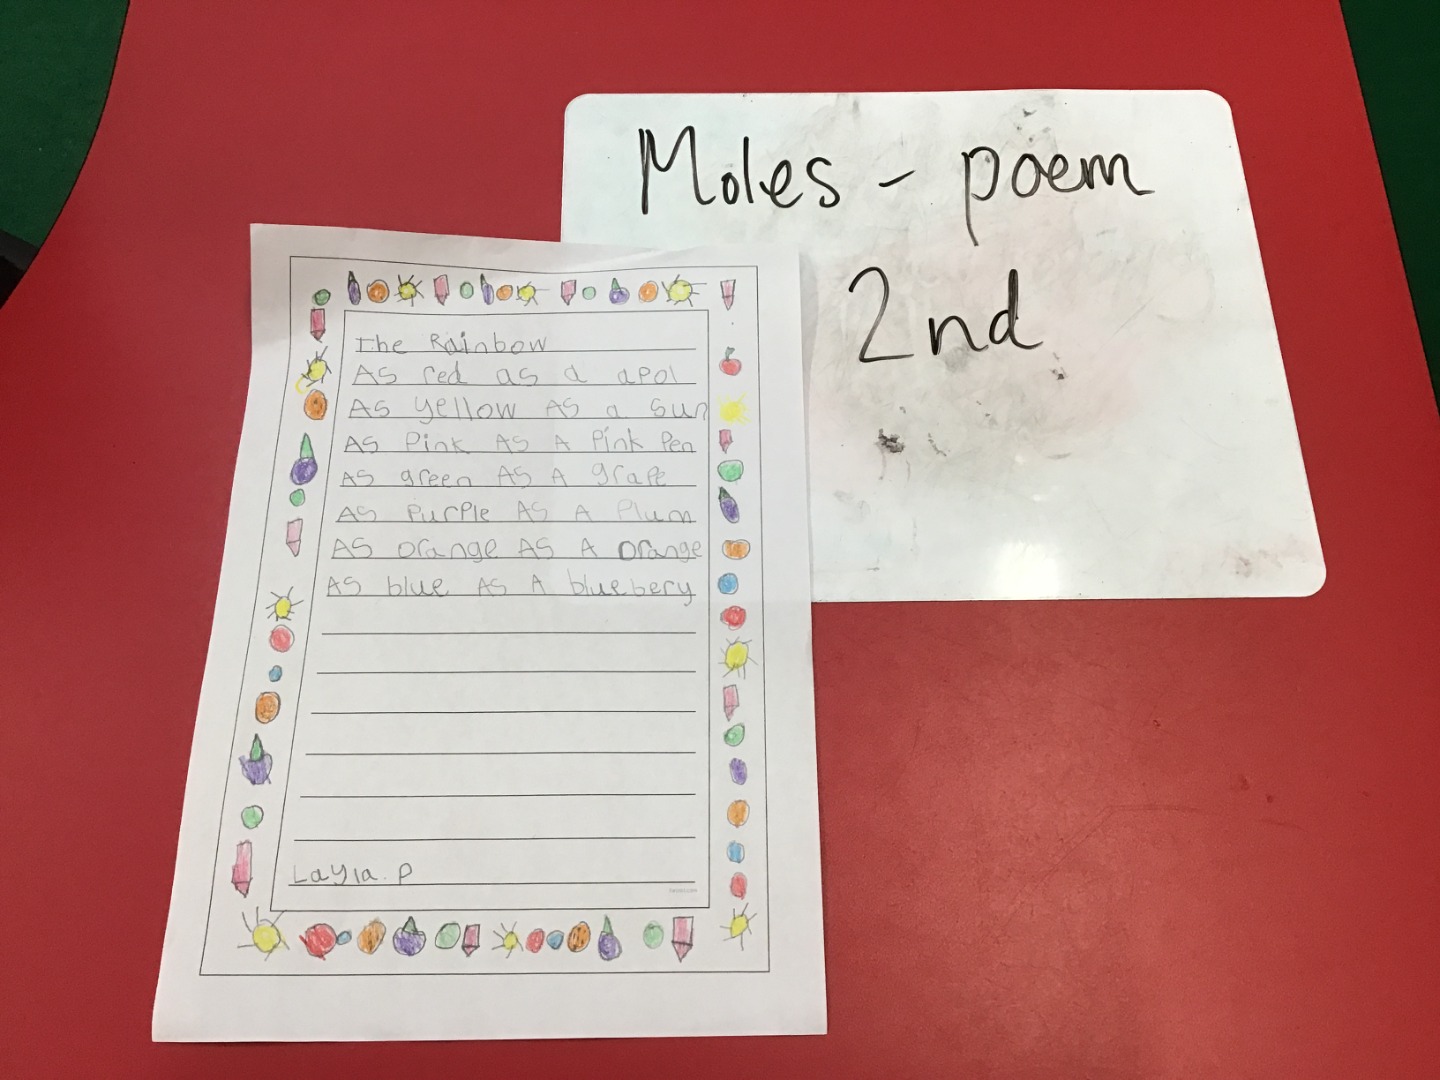 Moles - poem
2nd
The Rainbow
As red as a apol
As yellow As a sun
As Pink As A Pink Pen
As green As A grape
As Purple As A Plum
As orange As A orange
As blue As A bluebery
Layla. P